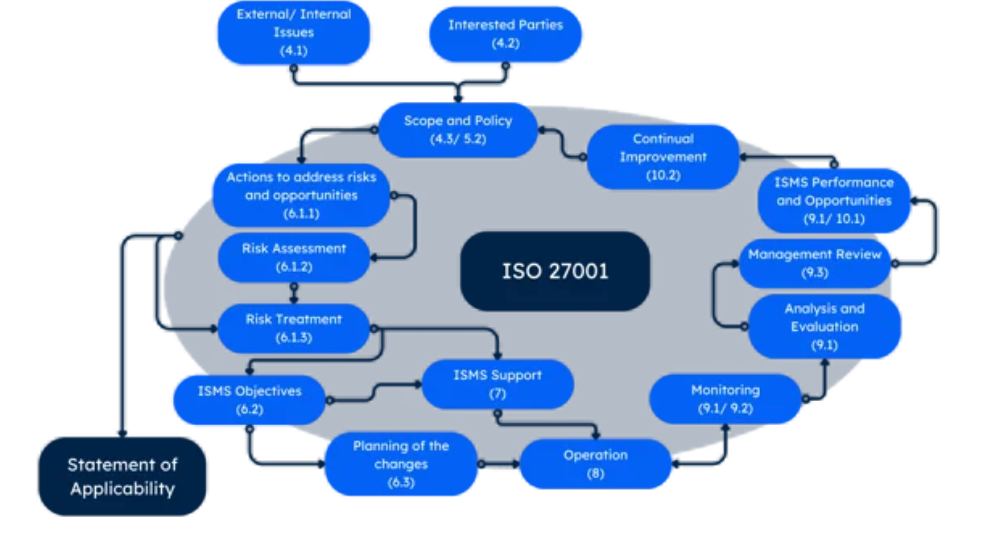 External/ Internal
Issues
(4.1)
Interested Parties
(4.2)
Scope and Policy
(4.3/ 5.2)
Continual
Improvement
(10.2)
Actions to address risks
and opportunities
(6.1.1)
ISMS Performance
and Opportunities
(9.1/ 10.1)
Risk Assessment
(6.1.2)
ISO 27001
Management Review
(9.3)
Risk Treatment
(6.1.3)
Analysis and
Evaluation
(9.1)
ISMS Objectives
(6.2)
ISMS Support
(7)
Monitoring
(9.1/ 9.2)
Planning of the
changes
(6.3)
Operation
(8)
Statement of
Applicability